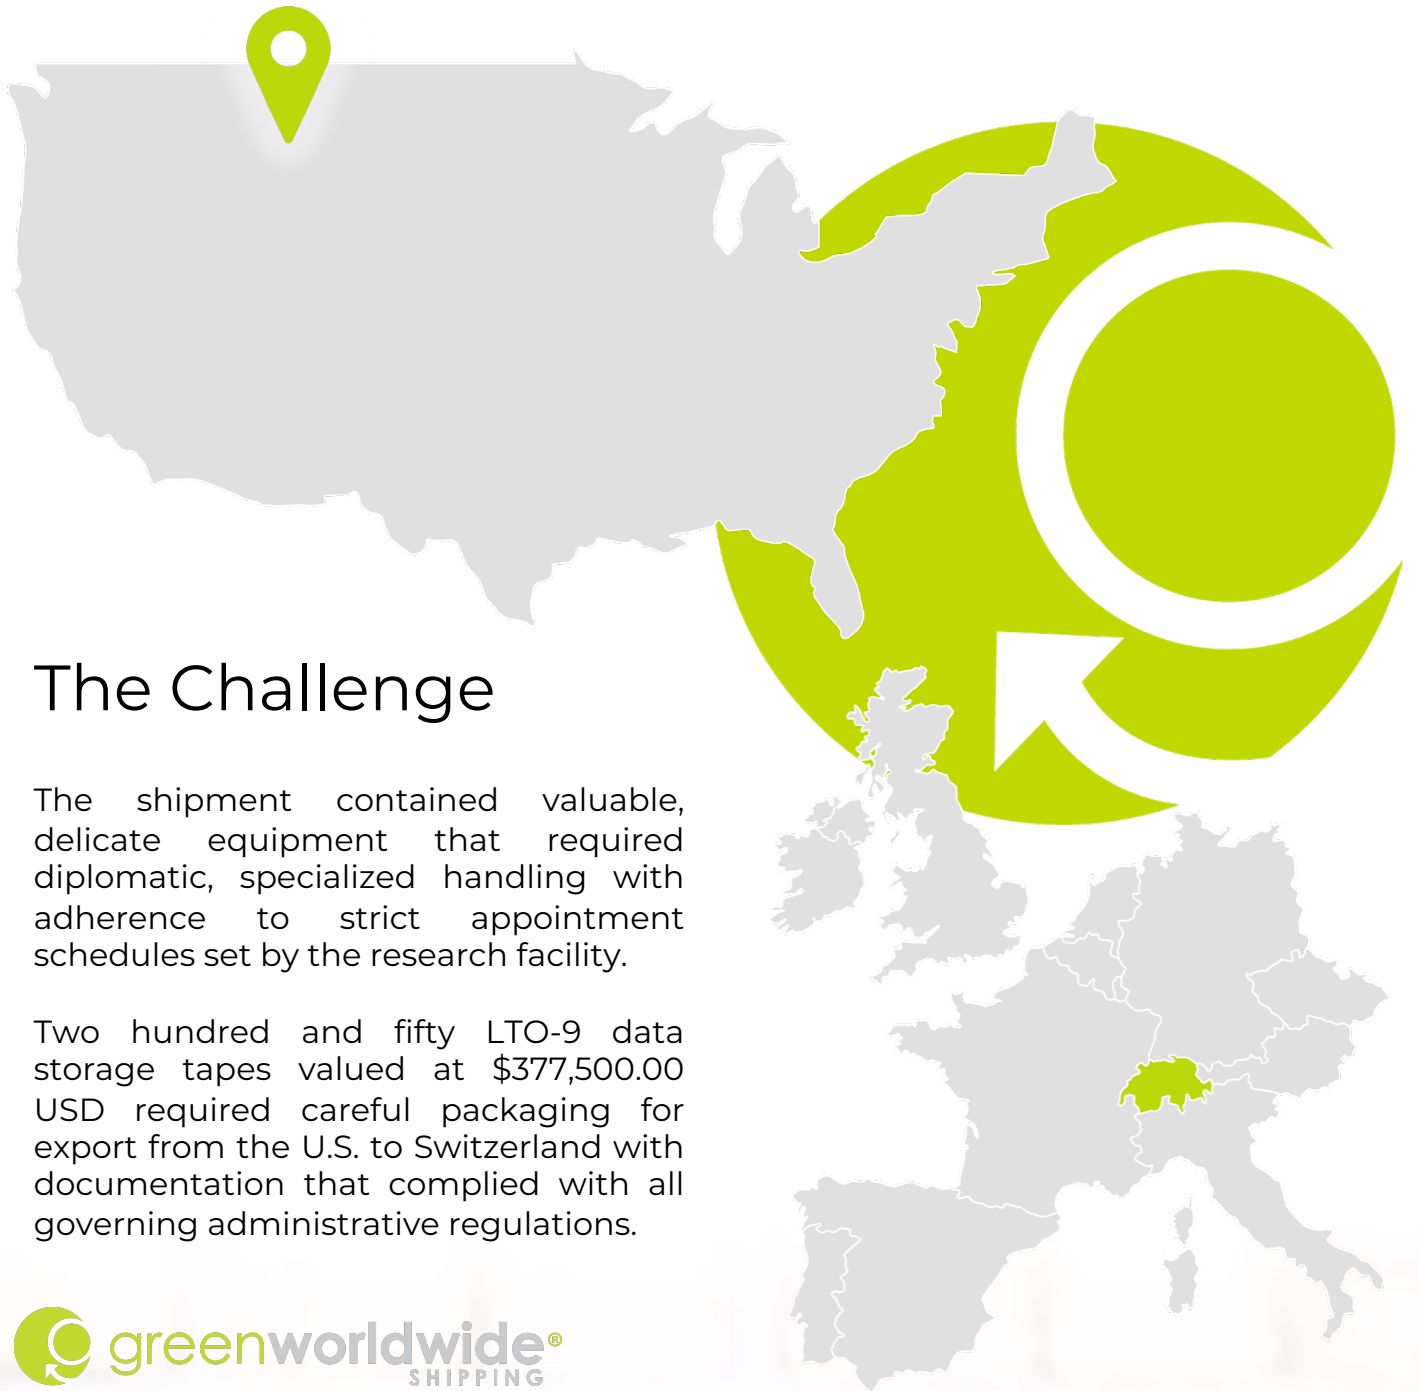 The Challenge
The shipment contained valuable,
delicate equipment that required
diplomatic, specialized handling with
adherence to strict appointment
schedules set by the research facility.
Two hundred and fifty LTO-9 data
storage tapes valued at $377,500.00
USD required careful packaging for
export from the U.S. to Switzerland with
documentation that complied with all
governing administrative regulations.
greenworldwide®
SHIPPING